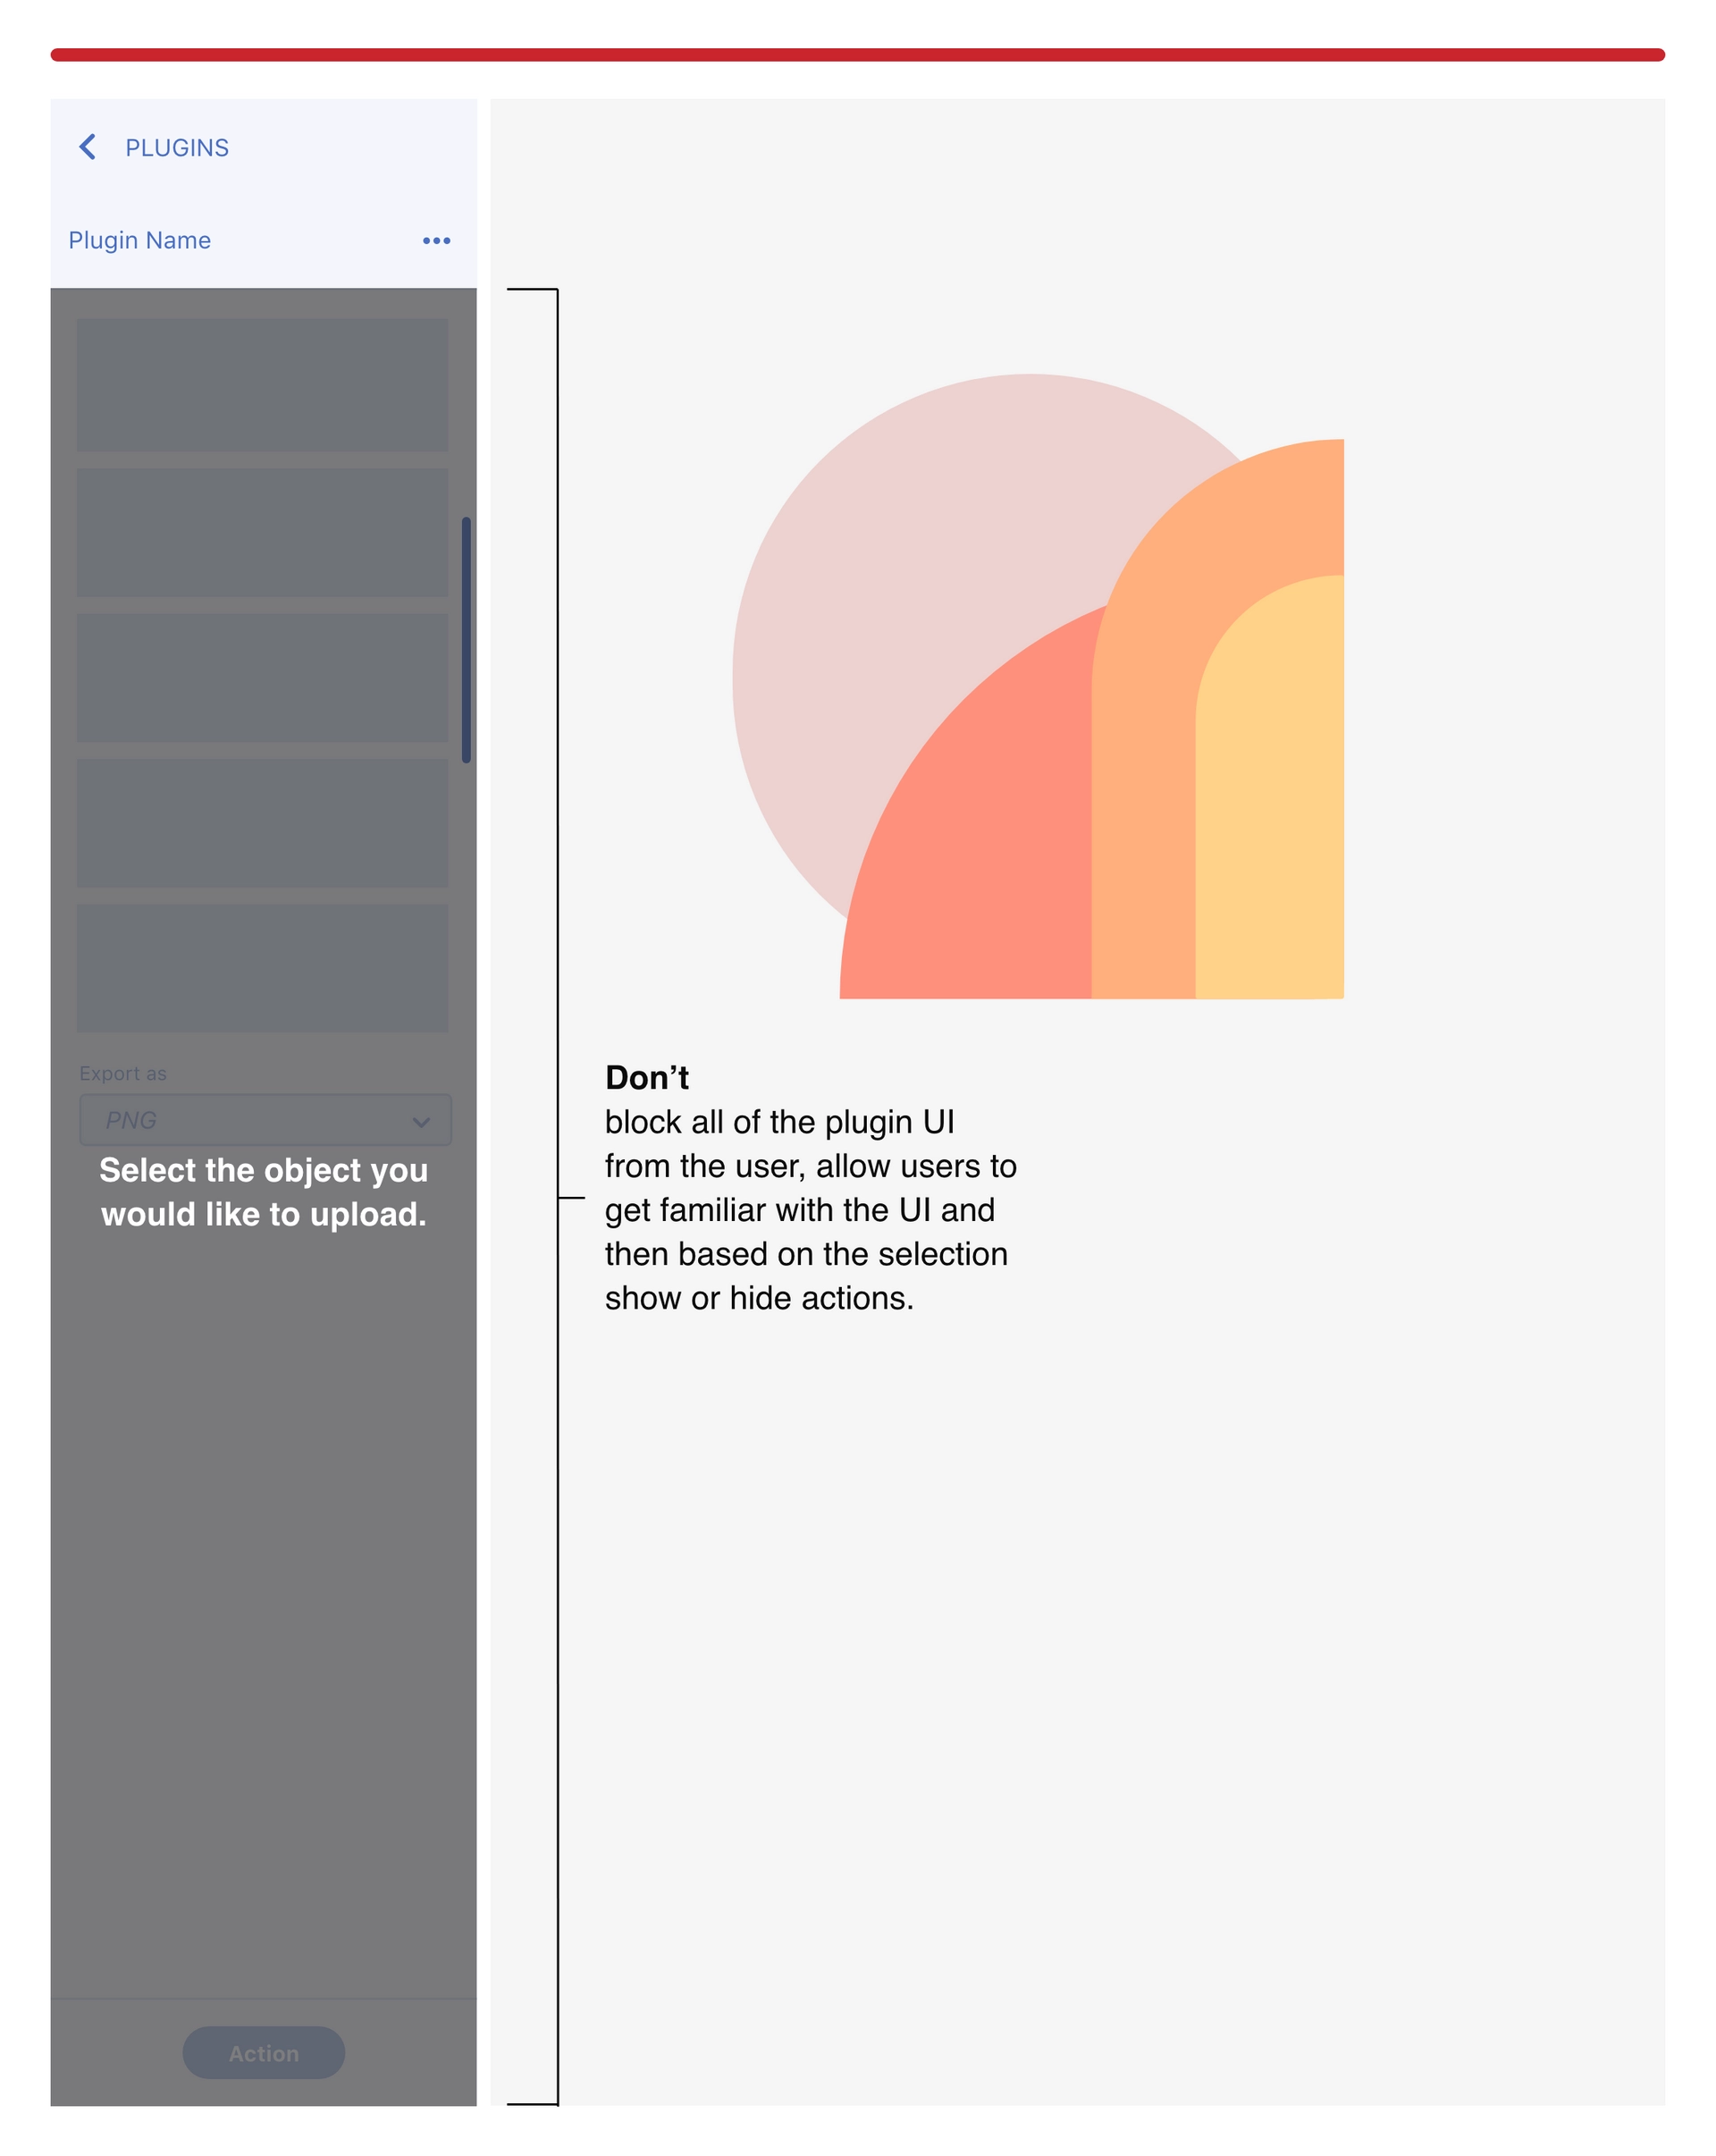 PLUGINS
Plugin Name
Export as
PNG
Select the object you
would like to upload.
Action
Don’t
block all of the plugin UI
from the user, allow users to
get familiar with the UI and
then based on the selection
show or hide actions.